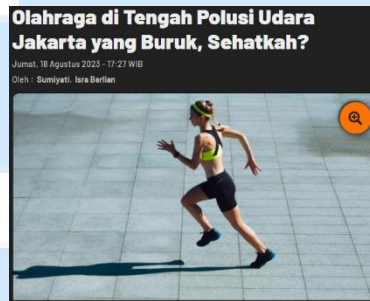 Olahraga di Tengah Polusi Udara
Jakarta yang Buruk, Sehatkah?
Jumat, 18 Agustus 2023 - 17:27 WIB
Oleh : Sumiyati, Isra Berlian